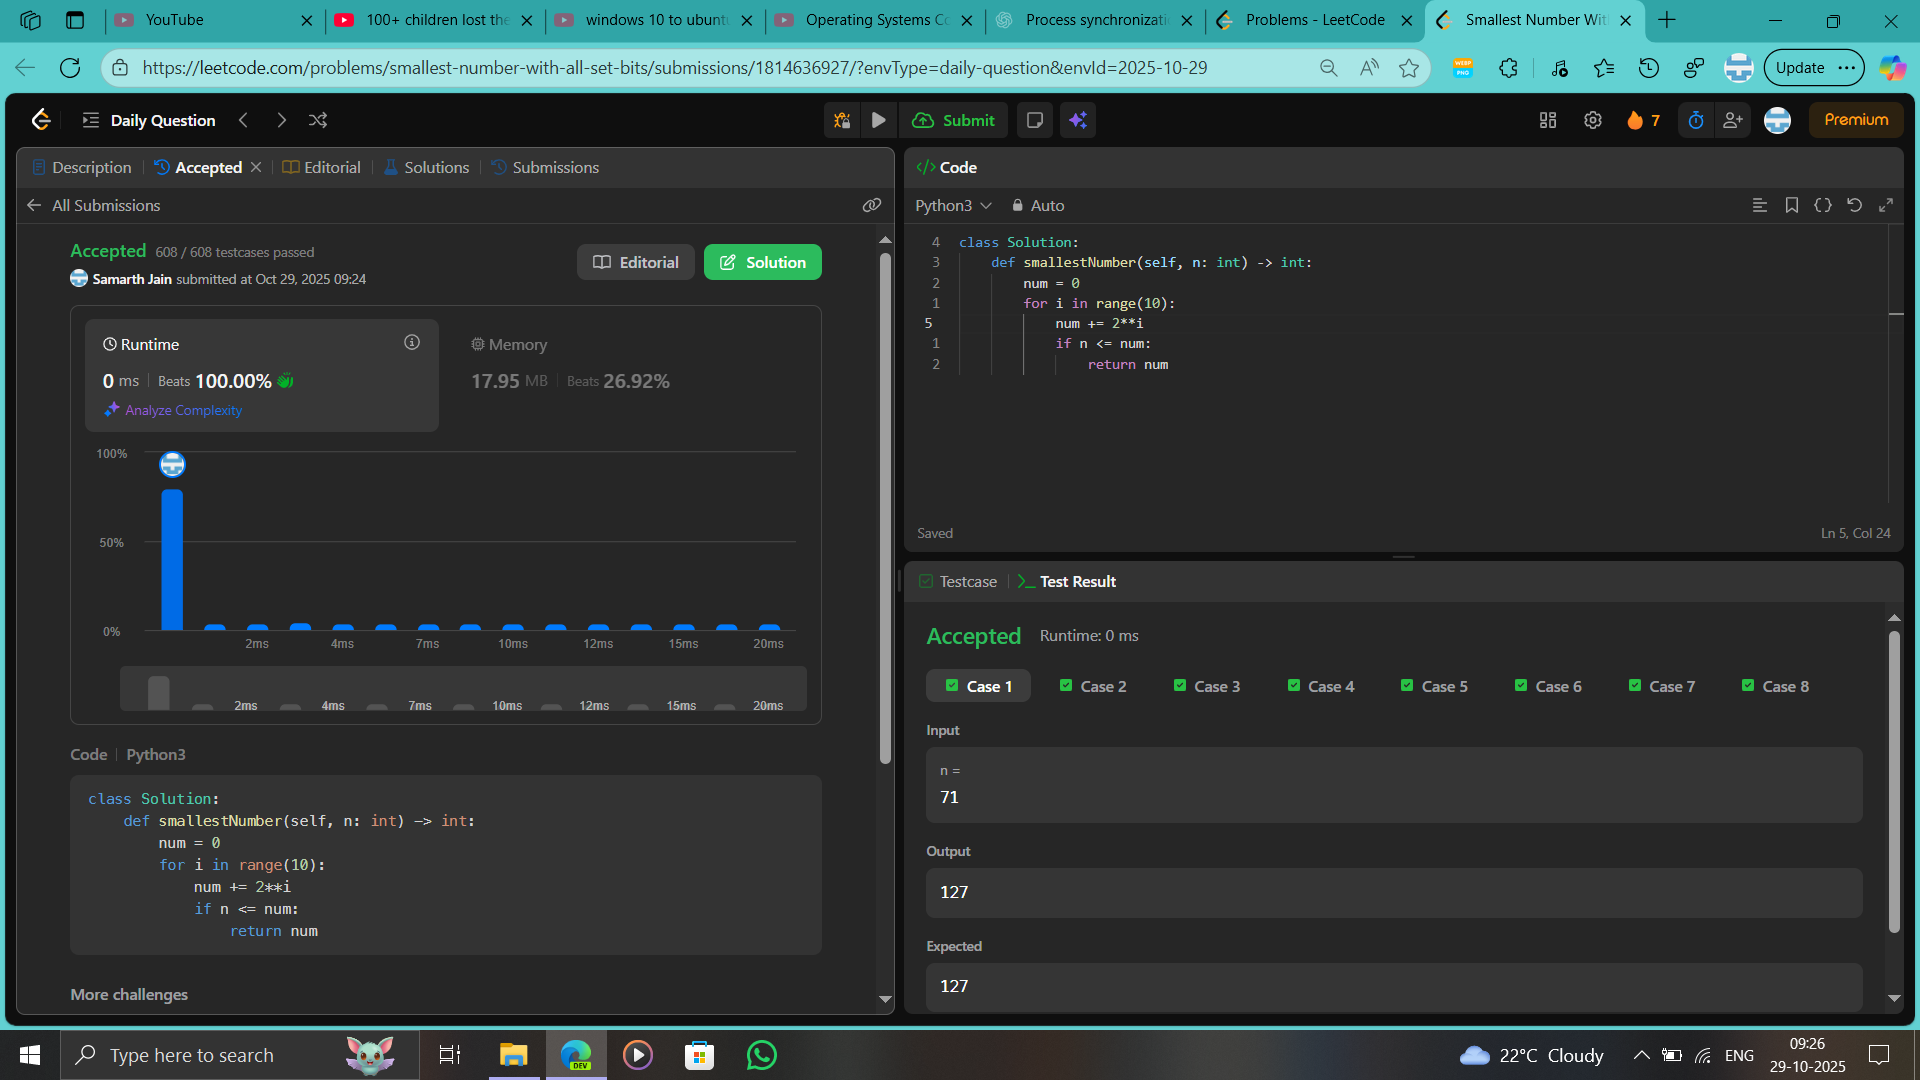 YouTube
100+ children lost the
windows 10 to ubunt
Operating Systems Co
Process synchronizati
Problems - LeetCode
Smallest Number Wit
https://leetcode.com/problems/smallest-number-with-all-set-bits/submissions/1814636927/?envType=daily-question&envId=2025-10-29
WEBP
PNG
Update
Daily Question
Submit
7
Premium
Description
Accepted
Editorial
Solutions
Submissions
All Submissions
Accepted 608 / 608 testcases passed
Samarth Jain submitted at Oct 29, 2025 09:24
Editorial
Solution
Runtime
0 ms Beats 100.00%
Analyze Complexity
Memory
17.95 MB Beats 26.92%
100%
50%
0%
2ms 4ms 7ms 10ms 12ms 15ms 20ms
2ms 4ms 7ms 10ms 12ms 15ms 20ms
Code Python3
class Solution:
def smallestNumber(self, n: int) -> int:
num = 0
for i in range(10):
num += 2**i
if n <= num:
return num
More challenges
</> Code
Python3
Auto
4 class Solution:
3 def smallestNumber(self, n: int) -> int:
2 num = 0
1 for i in range(10):
5 num += 2**i
1 if n <= num:
2 return num
Saved
Ln 5, Col 24
Testcase
>_ Test Result
Accepted Runtime: 0 ms
Case 1 Case 2 Case 3 Case 4 Case 5 Case 6 Case 7 Case 8
Input
n =
71
Output
127
Expected
127
Type here to search
DEV
22°C Cloudy
ENG
09:26
29-10-2025